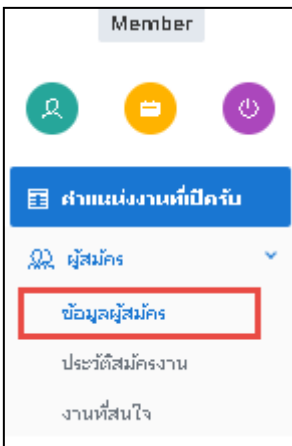 Member
ตำแหน่งงานที่เปิดรับ
ผู้สมัคร
ข้อมูลผู้สมัคร
ประวัติสมัครงาน
งานที่สนใจ